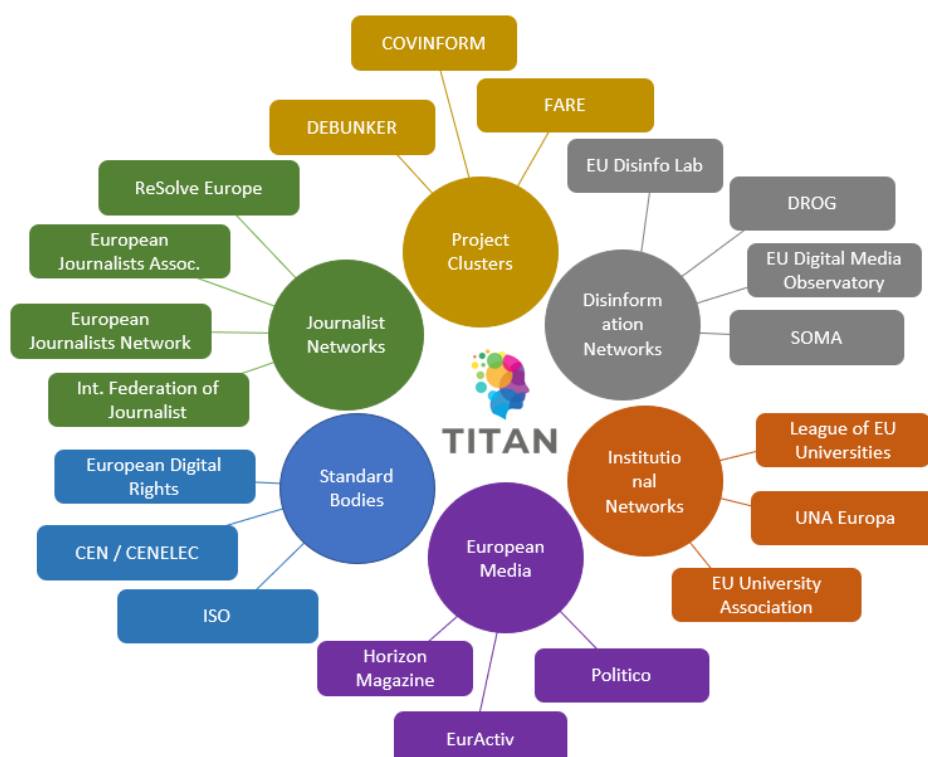 COVINFORM
FARE
DEBUNKER
Project
Clusters
EU Disinfo Lab
DROG
EU Digital Media
Observatory
SOMA
Disinform
ation
Networks
ReSolve Europe
European
Journalists Assoc.
European
Journalists Network
Int. Federation of
Journalist
Journalist
Networks
TITAN
European Digital
Rights
CEN / CENELEC
ISO
Standard
Bodies
League of EU
Universities
UNA Europa
EU University
Association
Institutio
nal
Networks
European
Media
Horizon
Magazine
EurActiv
Politico